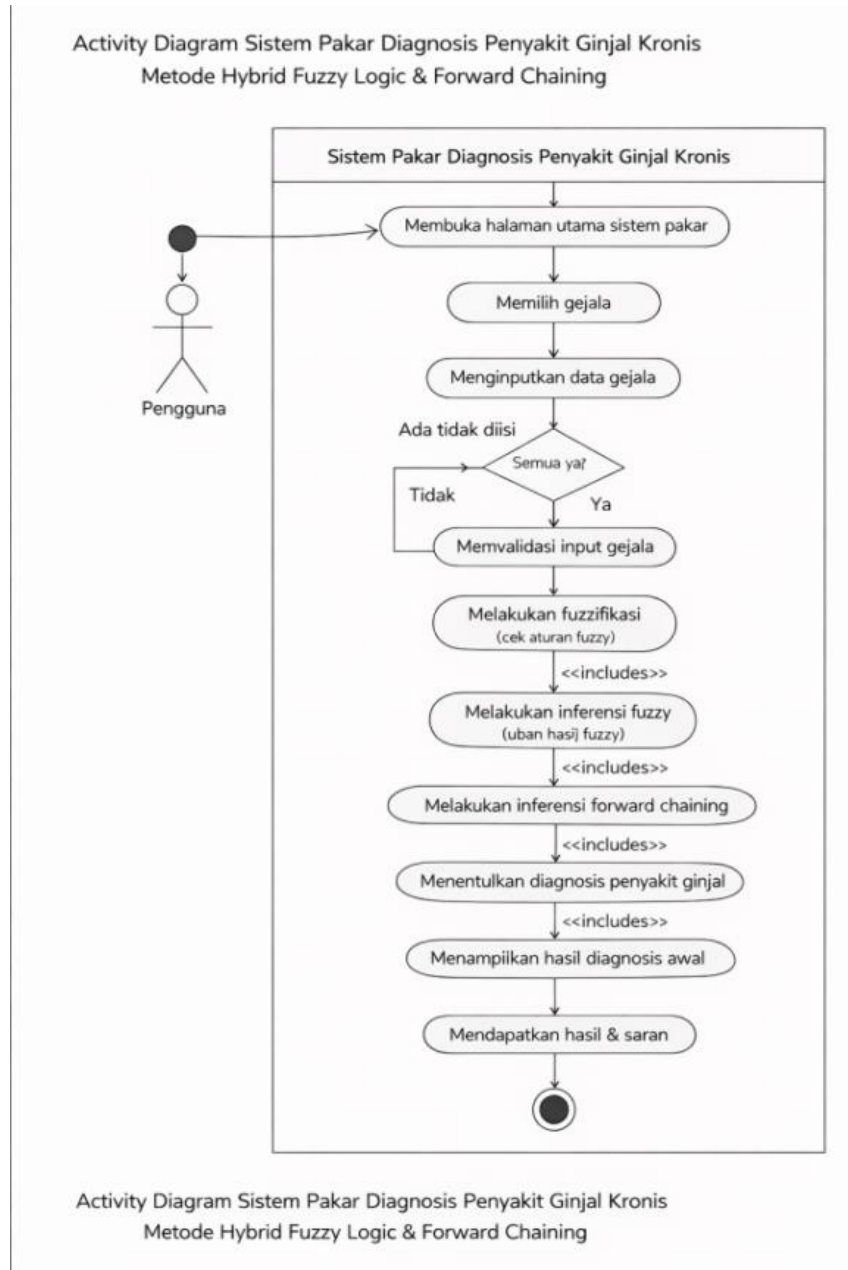 Activity Diagram Sistem Pakar Diagnosis Penyakit Ginjal Kronis
Metode Hybrid Fuzzy Logic & Forward Chaining
Sistem Pakar Diagnosis Penyakit Ginjal Kronis
Membuka halaman utama sistem pakar
Memilih gejala
Pengguna
Menginputkan data gejala
Ada tidak diisi
Semua ya?
Tidak
Ya
Memvalidasi input gejala
Melakukan fuzzifikasi
(cek aturan fuzzy)
<<includes>>
Melakukan inferensi fuzzy
(uban hasij fuzzy)
<<includes>>
Melakukan inferensi forward chaining
<<includes>>
Menentulkan diagnosis penyakit ginjal
<<includes>>
Menampiilkan hasil diagnosis awal
Mendapatkan hasil & saran
Activity Diagram Sistem Pakar Diagnosis Penyakit Ginjal Kronis
Metode Hybrid Fuzzy Logic & Forward Chaining